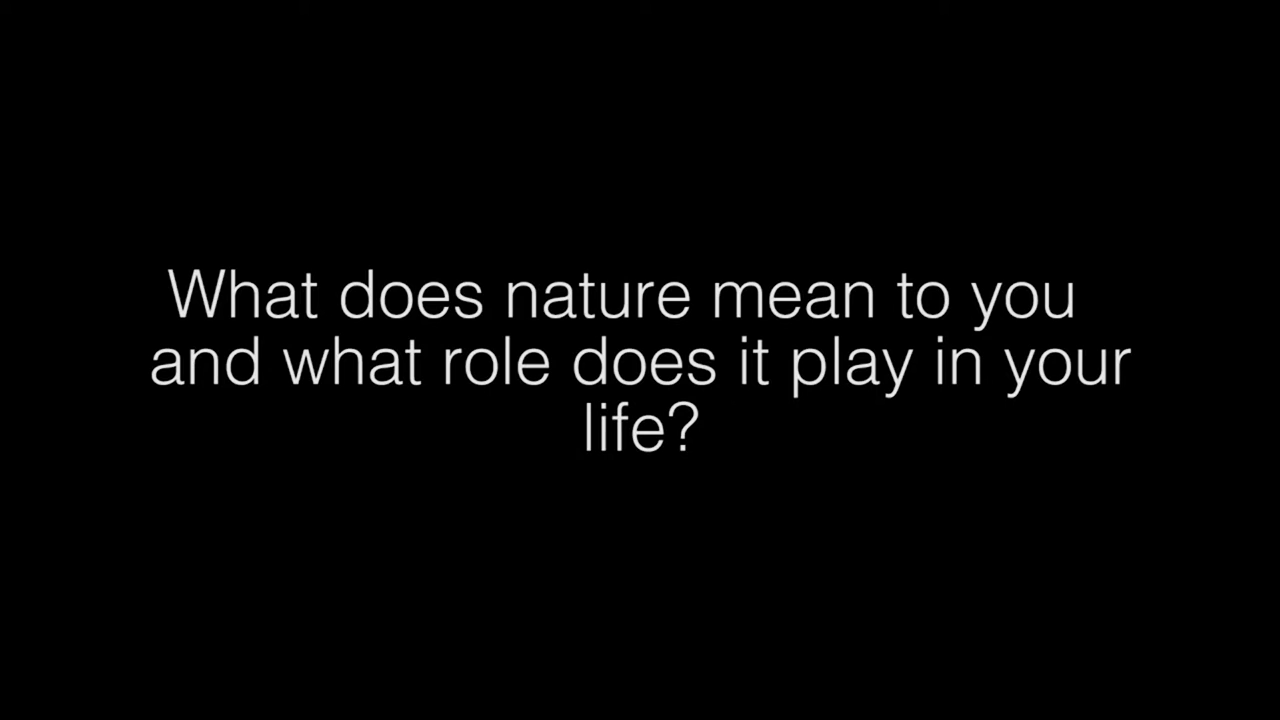 What does nature mean to you
and what role does it play in your
life?